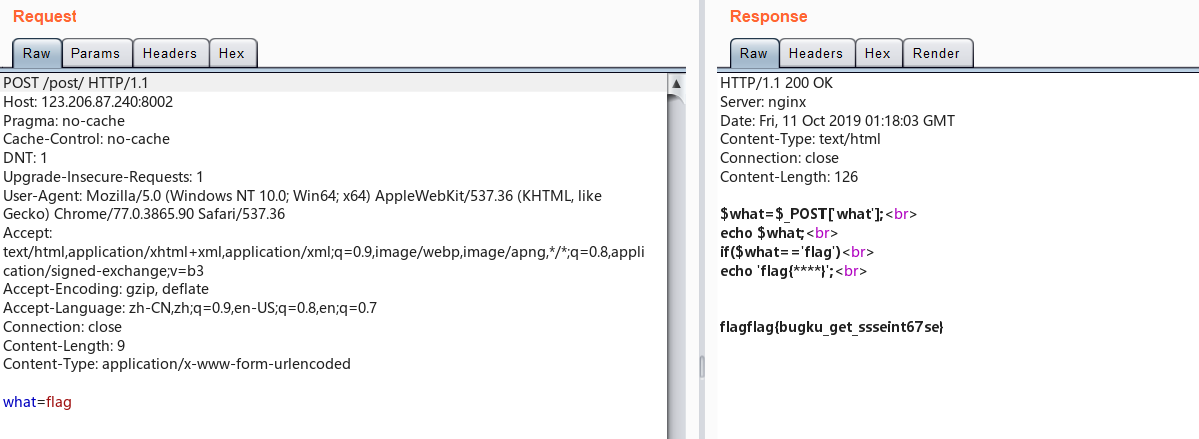 Request
Raw Params Headers Hex
POST /post/ HTTP/1.1
Host: 123.206.87.240:8002
Pragma: no-cache
Cache-Control: no-cache
DNT: 1
Upgrade-Insecure-Requests: 1
User-Agent: Mozilla/5.0 (Windows NT 10.0; Win64; x64) AppleWebKit/537.36 (KHTML, like
Gecko) Chrome/77.0.3865.90 Safari/537.36
Accept:
text/html,application/xhtml+xml,application/xml;q=0.9,image/webp,image/apng,*/*;q=0.8,appli
cation/signed-exchange;v=b3
Accept-Encoding: gzip, deflate
Accept-Language: zh-CN,zh;q=0.9,en-US;q=0.8,en;q=0.7
Connection: close
Content-Length: 9
Content-Type: application/x-www-form-urlencoded
what=flag
Response
Raw Headers Hex Render
HTTP/1.1 200 OK
Server: nginx
Date: Fri, 11 Oct 2019 01:18:03 GMT
Content-Type: text/html
Connection: close
Content-Length: 126
$what=$_POST['what'];<br>
echo $what;<br>
if($what=='flag')<br>
echo 'flag{****}';<br>
flagflag{bugku_get_ssseint67se}